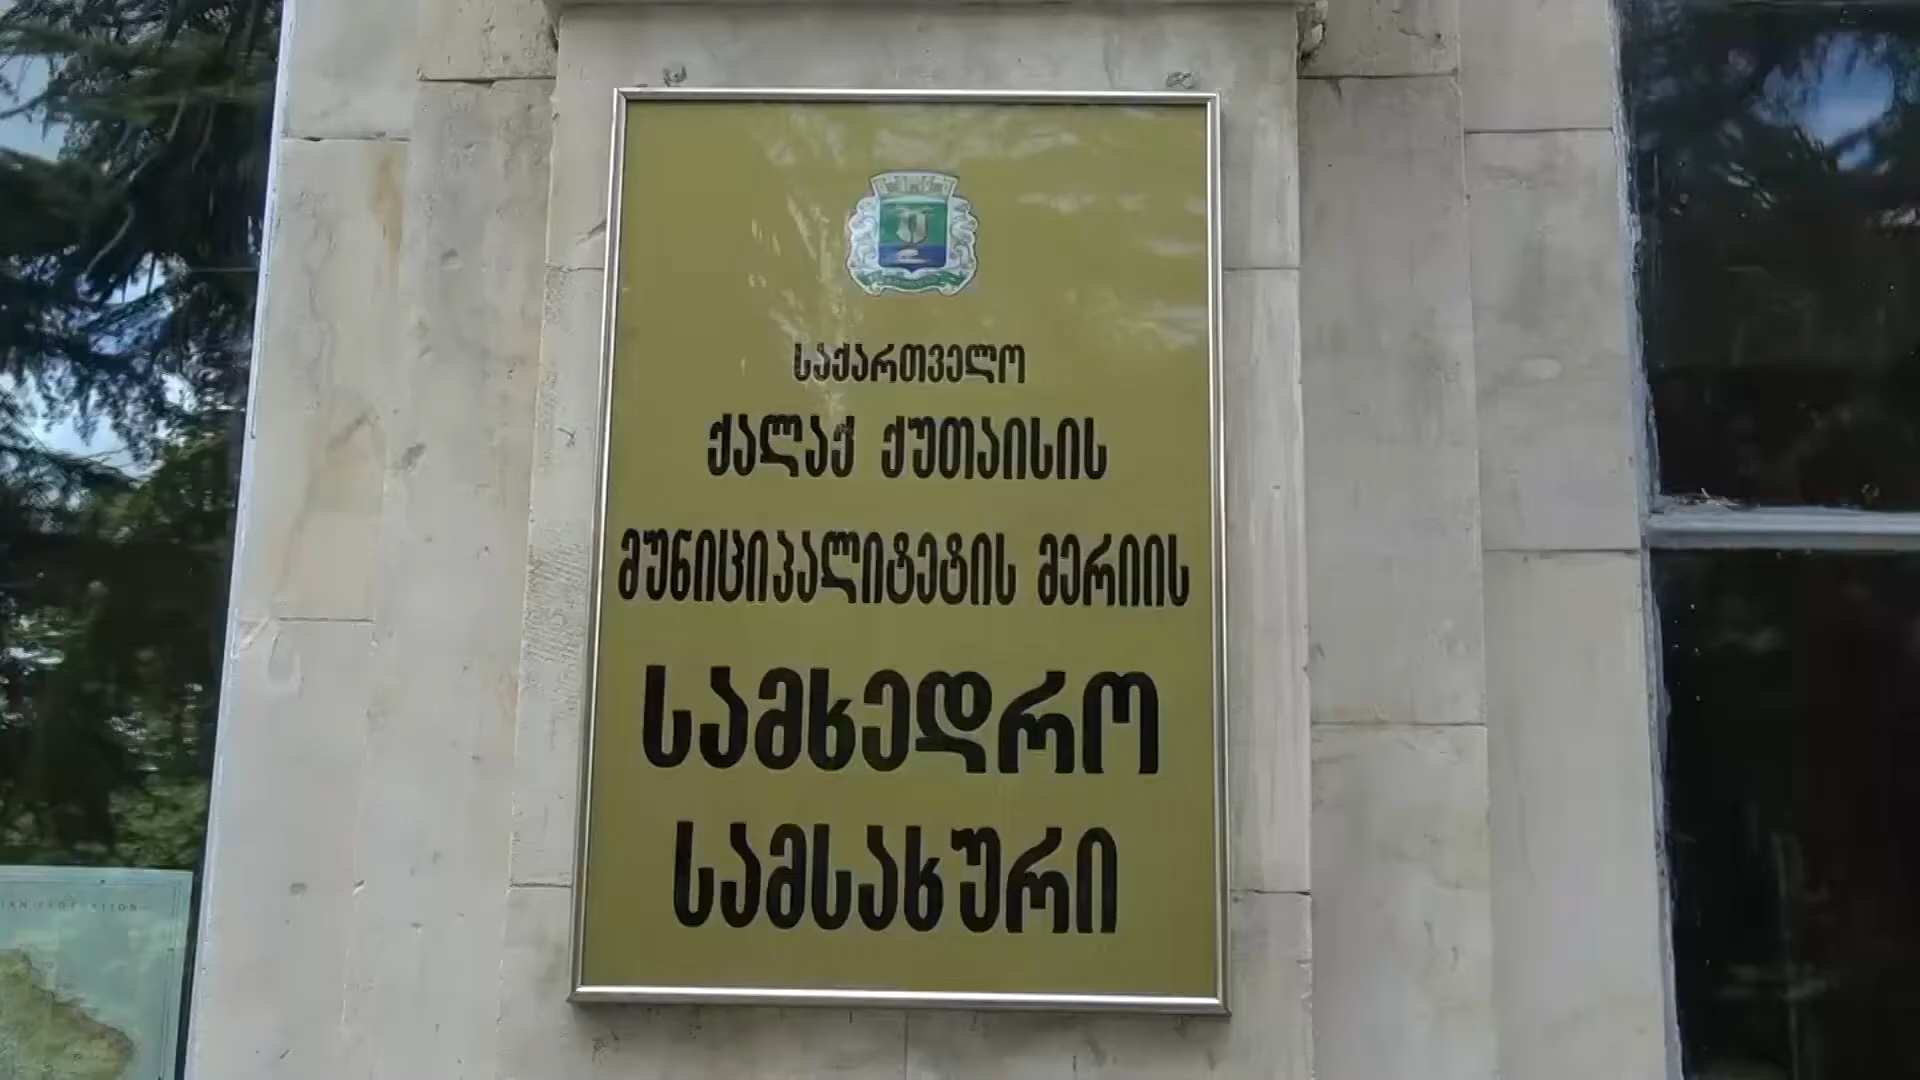 საქართველო
ქალაქ ქუთაისის
მუნიციპალიტეტის მერიის
სამხედრო
სამსახური